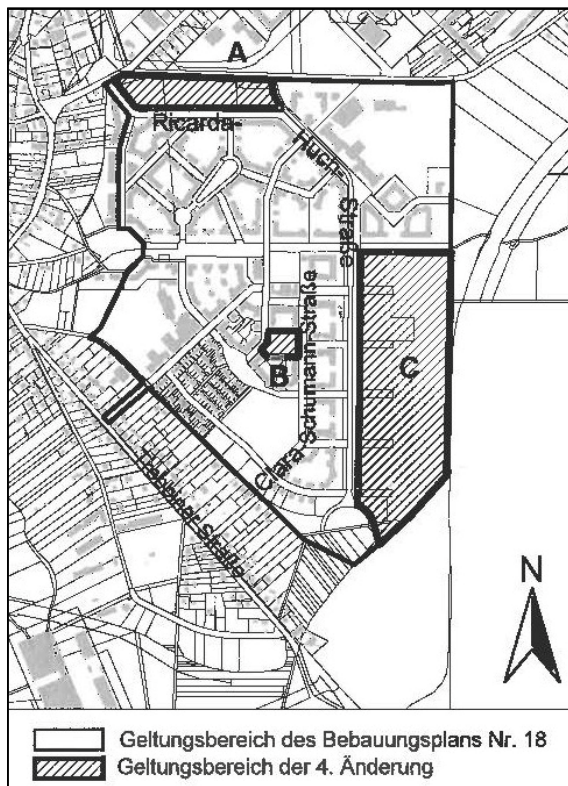 A
Ricarda-
Huch-
Straße
B
Clara-Schumann-Straße
C
N
Geltungsbereich des Bebauungsplans Nr. 18
Geltungsbereich der 4. Änderung